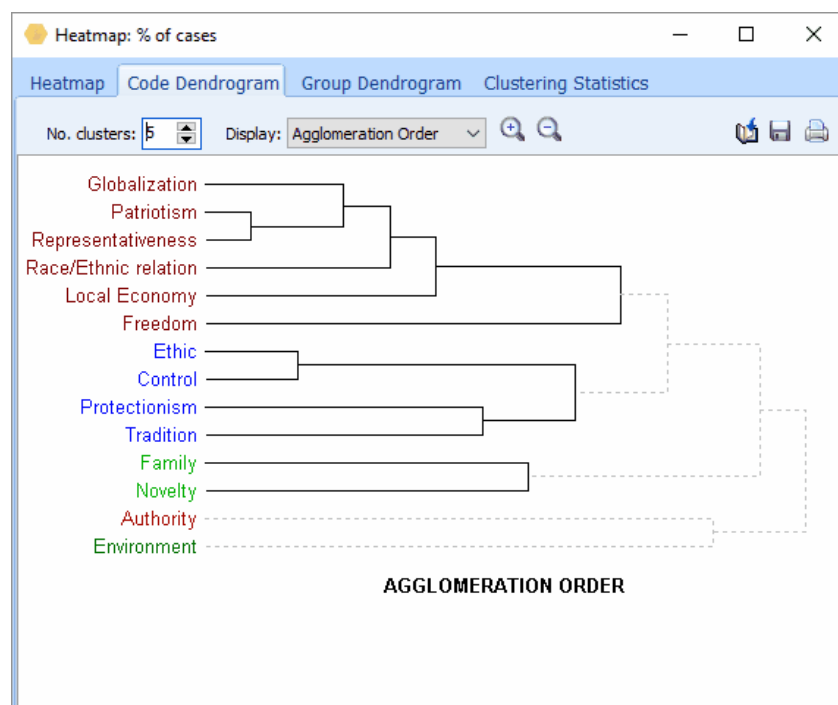 Heatmap: % of cases
Heatmap Code Dendrogram Group Dendrogram Clustering Statistics
No. clusters: 5 Display: Agglomeration Order
Globalization
Patriotism
Representativeness
Race/Ethnic relation
Local Economy
Freedom
Ethic
Control
Protectionism
Tradition
Family
Novelty
Authority
Environment
AGGLOMERATION ORDER